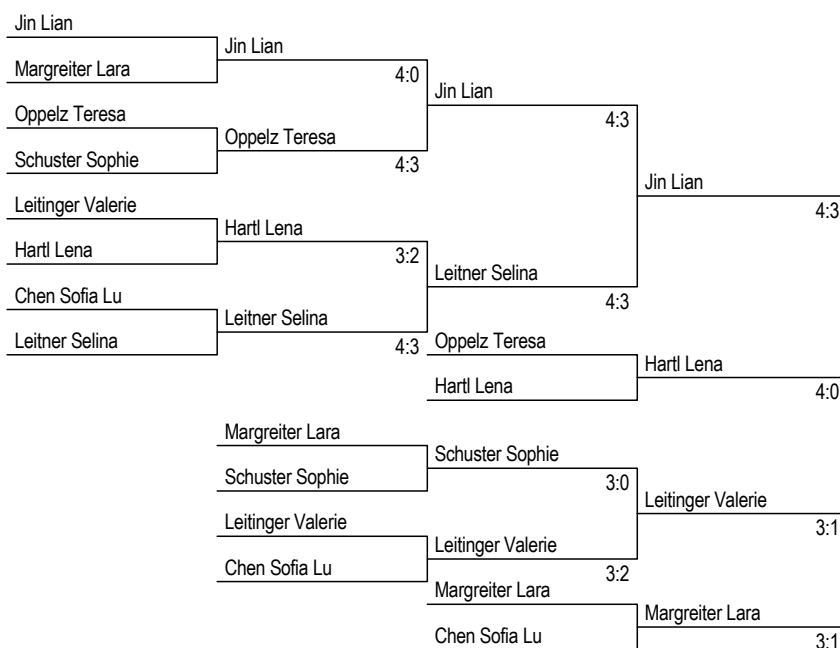 Jin Lian
Jin Lian
Margreiter Lara
4:0
Jin Lian
Oppelz Teresa
4:3
Oppelz Teresa
Schuster Sophie
4:3
Jin Lian
4:3
Leitinger Valerie
Hartl Lena
Hartl Lena
3:2
Leitner Selina
Chen Sofia Lu
4:3
Leitner Selina
Leitner Selina
4:3
Oppelz Teresa
Hartl Lena
Hartl Lena
4:0
Margreiter Lara
Schuster Sophie
Schuster Sophie
3:0
Leitinger Valerie
Leitinger Valerie
3:1
Leitinger Valerie
Chen Sofia Lu
3:2
Margreiter Lara
Margreiter Lara
Chen Sofia Lu
3:1